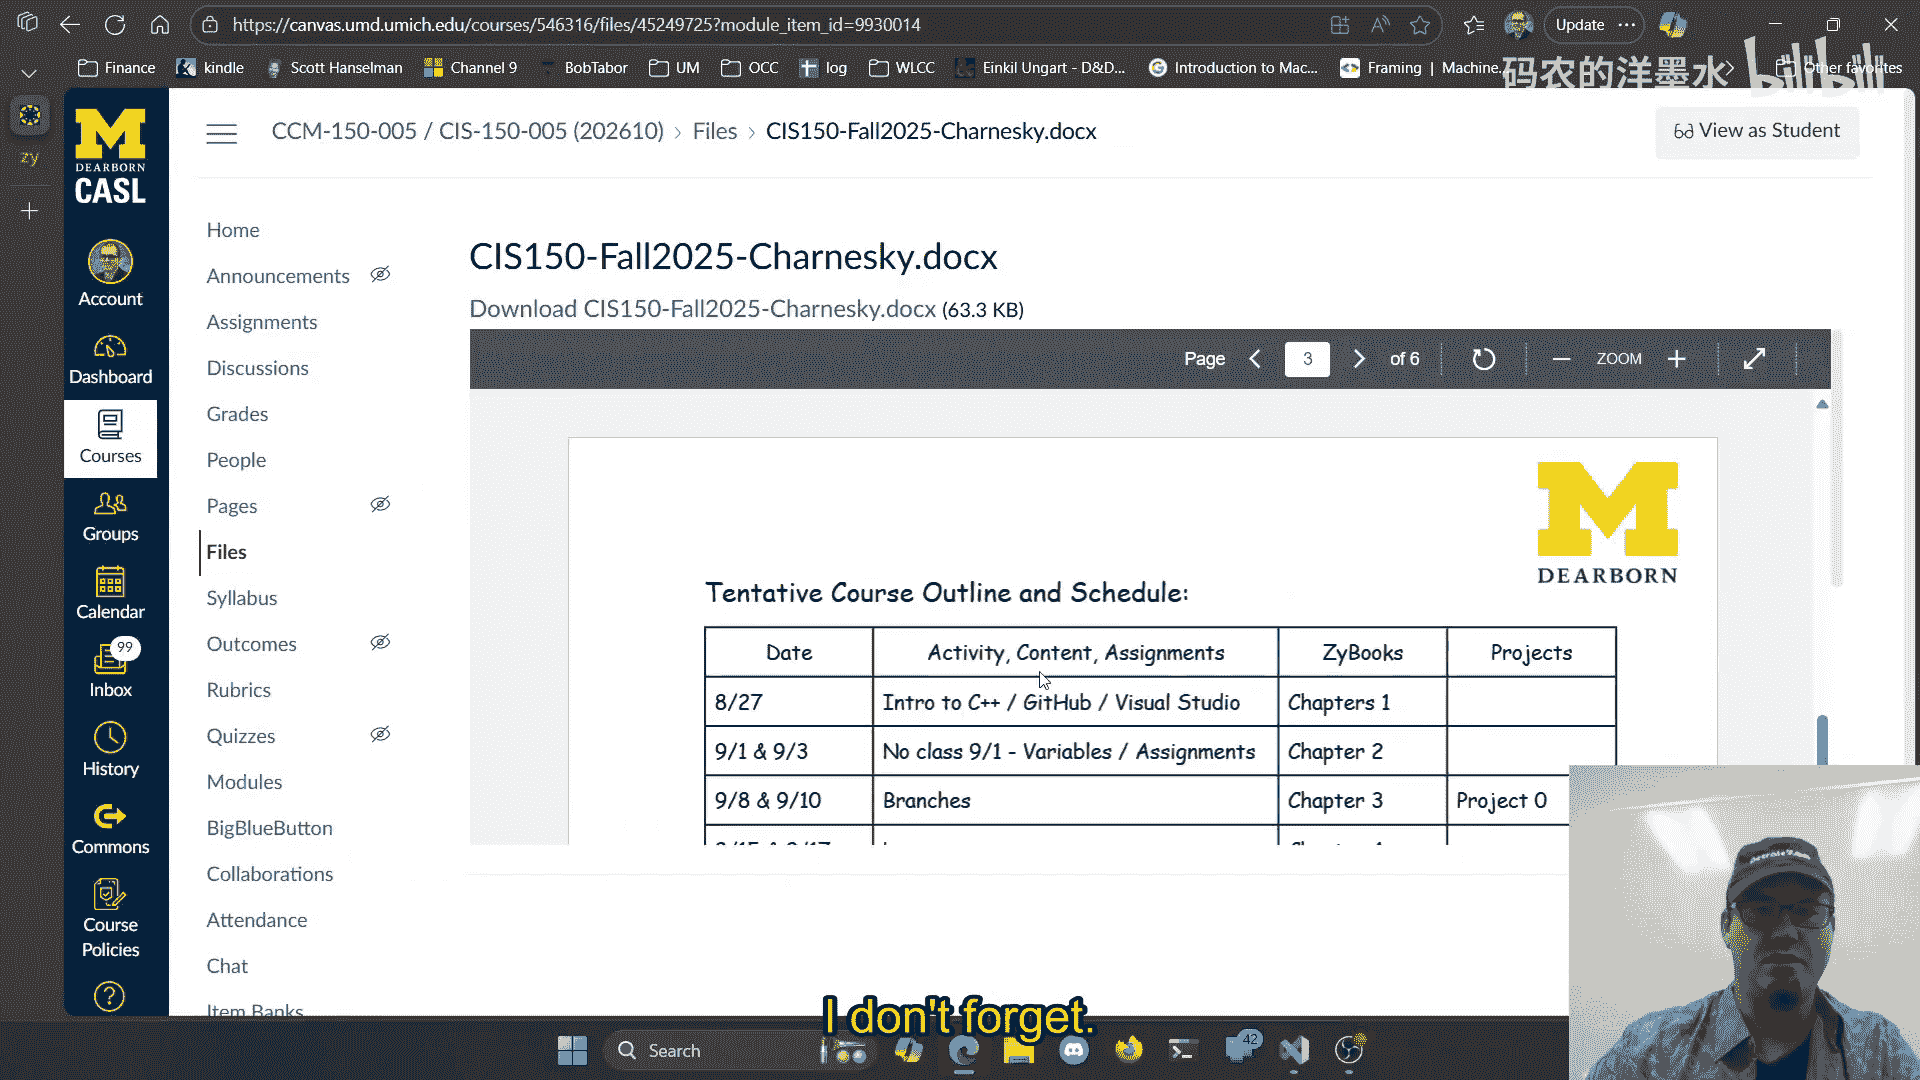 https://canvas.umd.umich.edu/courses/546316/files/45249725?module_item_id=9930014
Update
Finance
kindle
Scott Hanselman
Channel 9
BobTabor
UM
OCC
log
WLCC
Einkil Ungart - D&D...
Introduction to Mac...
Framing | Machine...
Other favorites
码农的洋墨水
bilibili
zy
M
DEARBORN
CASL
Account
Dashboard
Courses
Groups
Calendar
99
Inbox
History
Commons
Course
Policies
CCM-150-005 / CIS-150-005 (202610) > Files > CIS150-Fall2025-Charnesky.docx
View as Student
Home
Announcements
Assignments
Discussions
Grades
People
Pages
Files
Syllabus
Outcomes
Rubrics
Quizzes
Modules
BigBlueButton
Collaborations
Attendance
Chat
Item Banks
CIS150-Fall2025-Charnesky.docx
Download CIS150-Fall2025-Charnesky.docx (63.3 KB)
Page 3 of 6 ZOOM
M
DEARBORN
Tentative Course Outline and Schedule:
Date Activity, Content, Assignments ZyBooks Projects
8/27 Intro to C++ / GitHub / Visual Studio Chapters 1
9/1 & 9/3 No class 9/1 - Variables / Assignments Chapter 2
9/8 & 9/10 Branches Chapter 3 Project 0
I don't forget.
Search
42